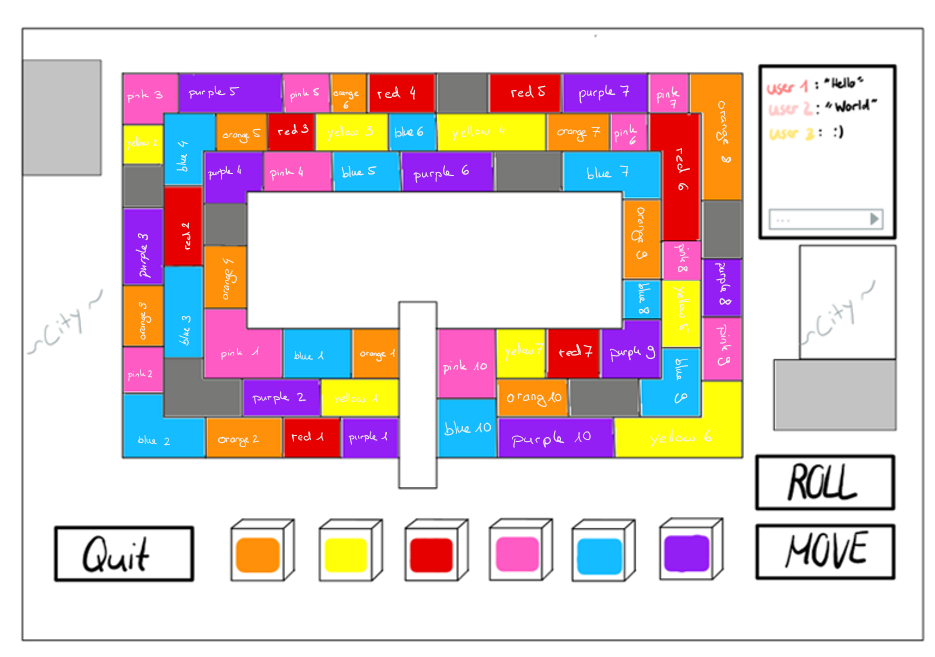 pink 3 purple 5 pink 5 orange 6 red 4 red 5 purple 7 pink 7 orange 8
yellow 2 blue 4 orange 5 red 3 yellow 3 blue 6 yellow 4 orange 7 pink 6 red 6
purple 4 pink 4 blue 5 purple 6 blue 7
purple 3 red 2 orange 4 orange 9 pink 8 purple 8
orange 3 blue 3 blue 8 yellow 5 pink 9
pink 2 pink 1 blue 1 orange 1 pink 10 yellow 7 red 7 purple 9 blue 9
purple 2 yellow 1 orang 10
blue 2 orange 2 red 1 purple 1 blue 10 purple 10 yellow 6
user 1 : "Hello"
user 2 : "World"
user 3 : :)
...
~City~
~City~
ROLL
Quit
MOVE